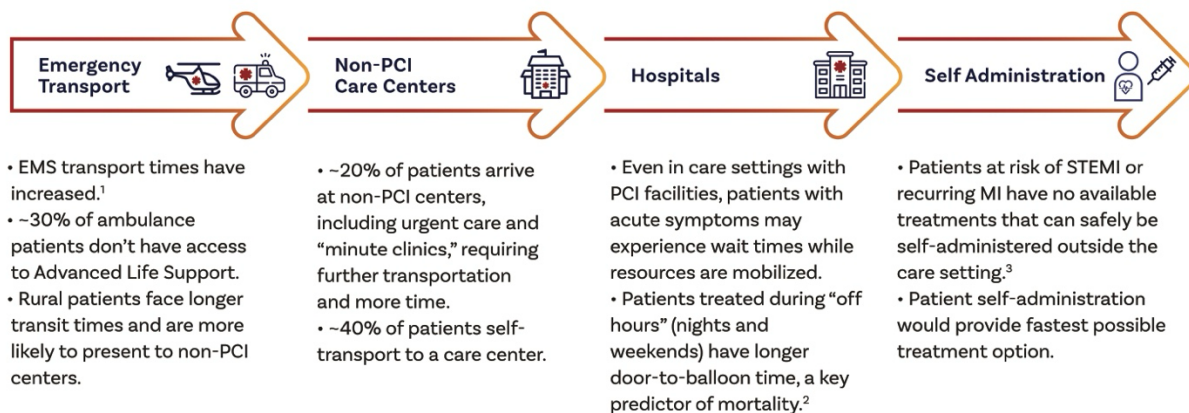 Emergency
Transport
Non-PCI
Care Centers
Hospitals
Self Administration
• EMS transport times have
increased.¹
• ~30% of ambulance
patients don’t have access
to Advanced Life Support.
• Rural patients face longer
transit times and are more
likely to present to non-PCI
centers.
• ~20% of patients arrive
at non-PCI centers,
including urgent care and
“minute clinics,” requiring
further transportation
and more time.
• ~40% of patients self-
transport to a care center.
• Even in care settings with
PCI facilities, patients with
acute symptoms may
experience wait times while
resources are mobilized.
• Patients treated during “off
hours” (nights and
weekends) have longer
door-to-balloon time, a key
predictor of mortality.²
• Patients at risk of STEMI or
recurring MI have no available
treatments that can safely be
self-administered outside the
care setting.³
• Patient self-administration
would provide fastest possible
treatment option.